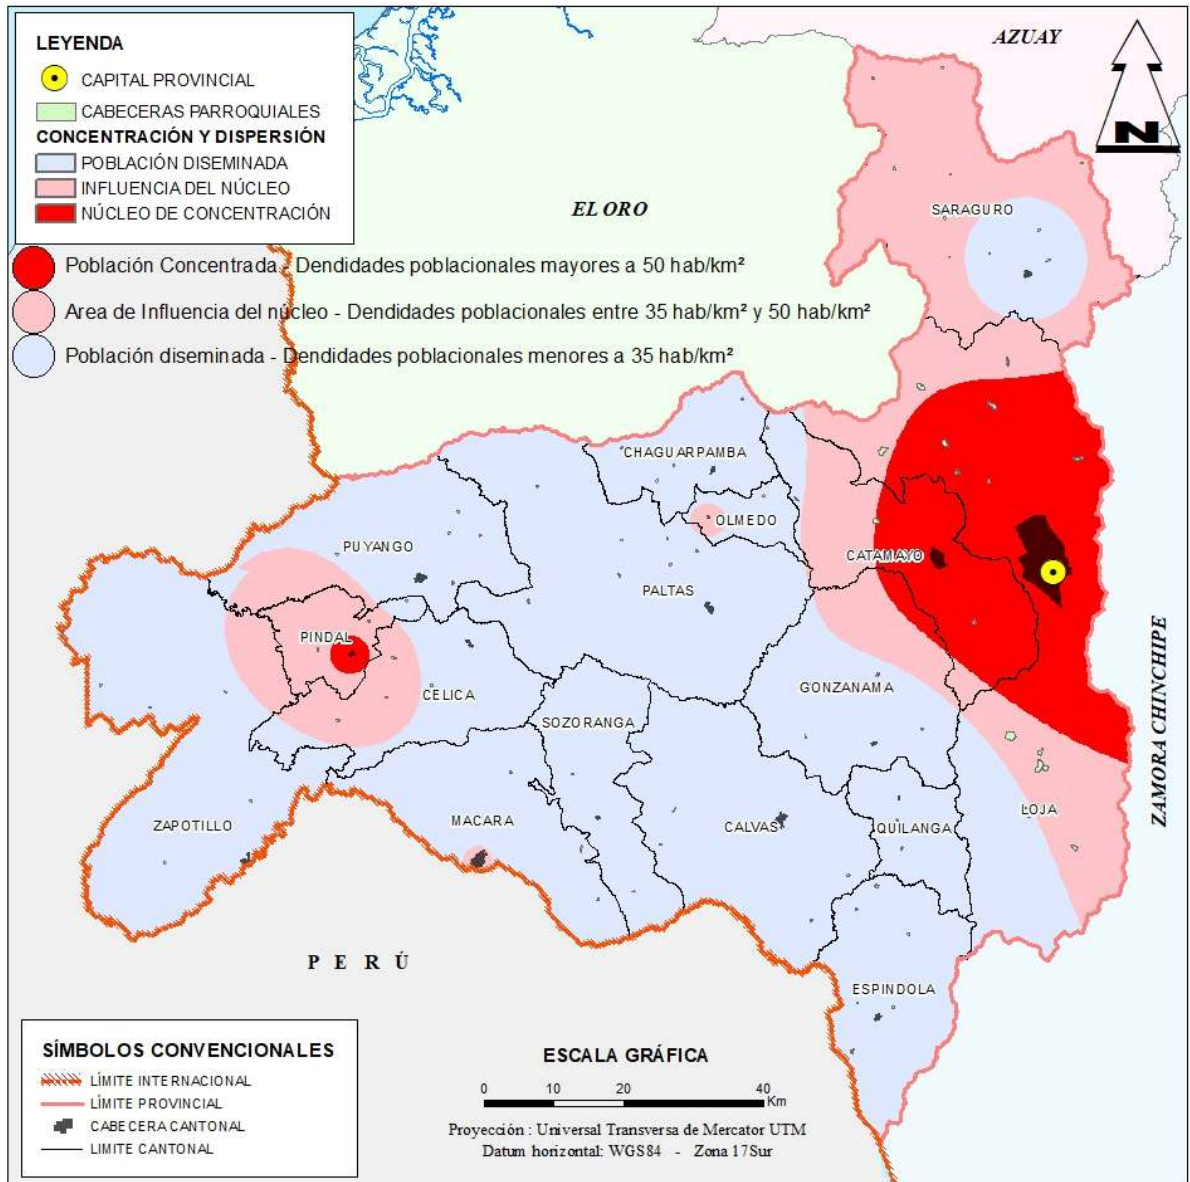 LEYENDA
CAPITAL PROVINCIAL
CABECERAS PARROQUIALES
CONCENTRACIÓN Y DISPERSIÓN
POBLACIÓN DISEMINADA
INFLUENCIA DEL NÚCLEO
NÚCLEO DE CONCENTRACIÓN
Población Concentrada - Dendidades poblacionales mayores a 50 hab/km²
Area de Influencia del núcleo - Dendidades poblacionales entre 35 hab/km² y 50 hab/km²
Población diseminada - Dendidades poblacionales menores a 35 hab/km²
AZUAY
N
EL ORO
SARAGURO
CHAGUARPAMBA
OLMEDO
PUYANGO
CATAMAYO
PALTAS
PINDAL
CELICA
GONZANAMA
SOZORANGA
ZAMORA CHINCHIPE
ZAPOTILLO
MACARA
CALVAS
QUILANGA
LOJA
PERÚ
ESPINDOLA
SÍMBOLOS CONVENCIONALES
LÍMITE INTERNACIONAL
LÍMITE PROVINCIAL
CABECERA CANTONAL
LIMITE CANTONAL
ESCALA GRÁFICA
0 10 20 40
Km
Proyección : Universal Transversa de Mercator UTM
Datum horizontal: WGS84 - Zona 17Sur